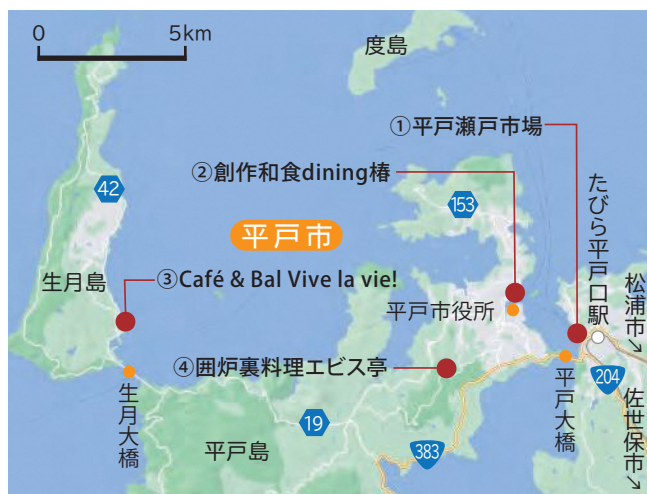 0 5km
度島
①平戸瀬戸市場
②創作和食dining椿
42
153
平戸市
たびら平戸口駅
生月島
③Café & Bal Vive la vie!
平戸市役所
松浦市↘
④囲炉裏料理エビス亭
生月大橋
平戸大橋
204
19
佐世保市↘
平戸島
383